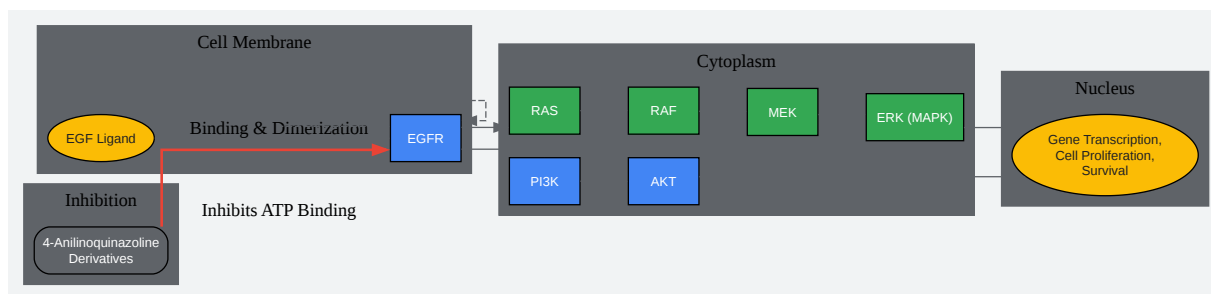 Cell Membrane
EGF Ligand
Binding & Dimerization
EGFR
Inhibition
4-Anilinoquinazoline
Derivatives
Inhibits ATP Binding
Cytoplasm
RAS
RAF
MEK
ERK (MAPK)
PI3K
AKT
Nucleus
Gene Transcription,
Cell Proliferation,
Survival